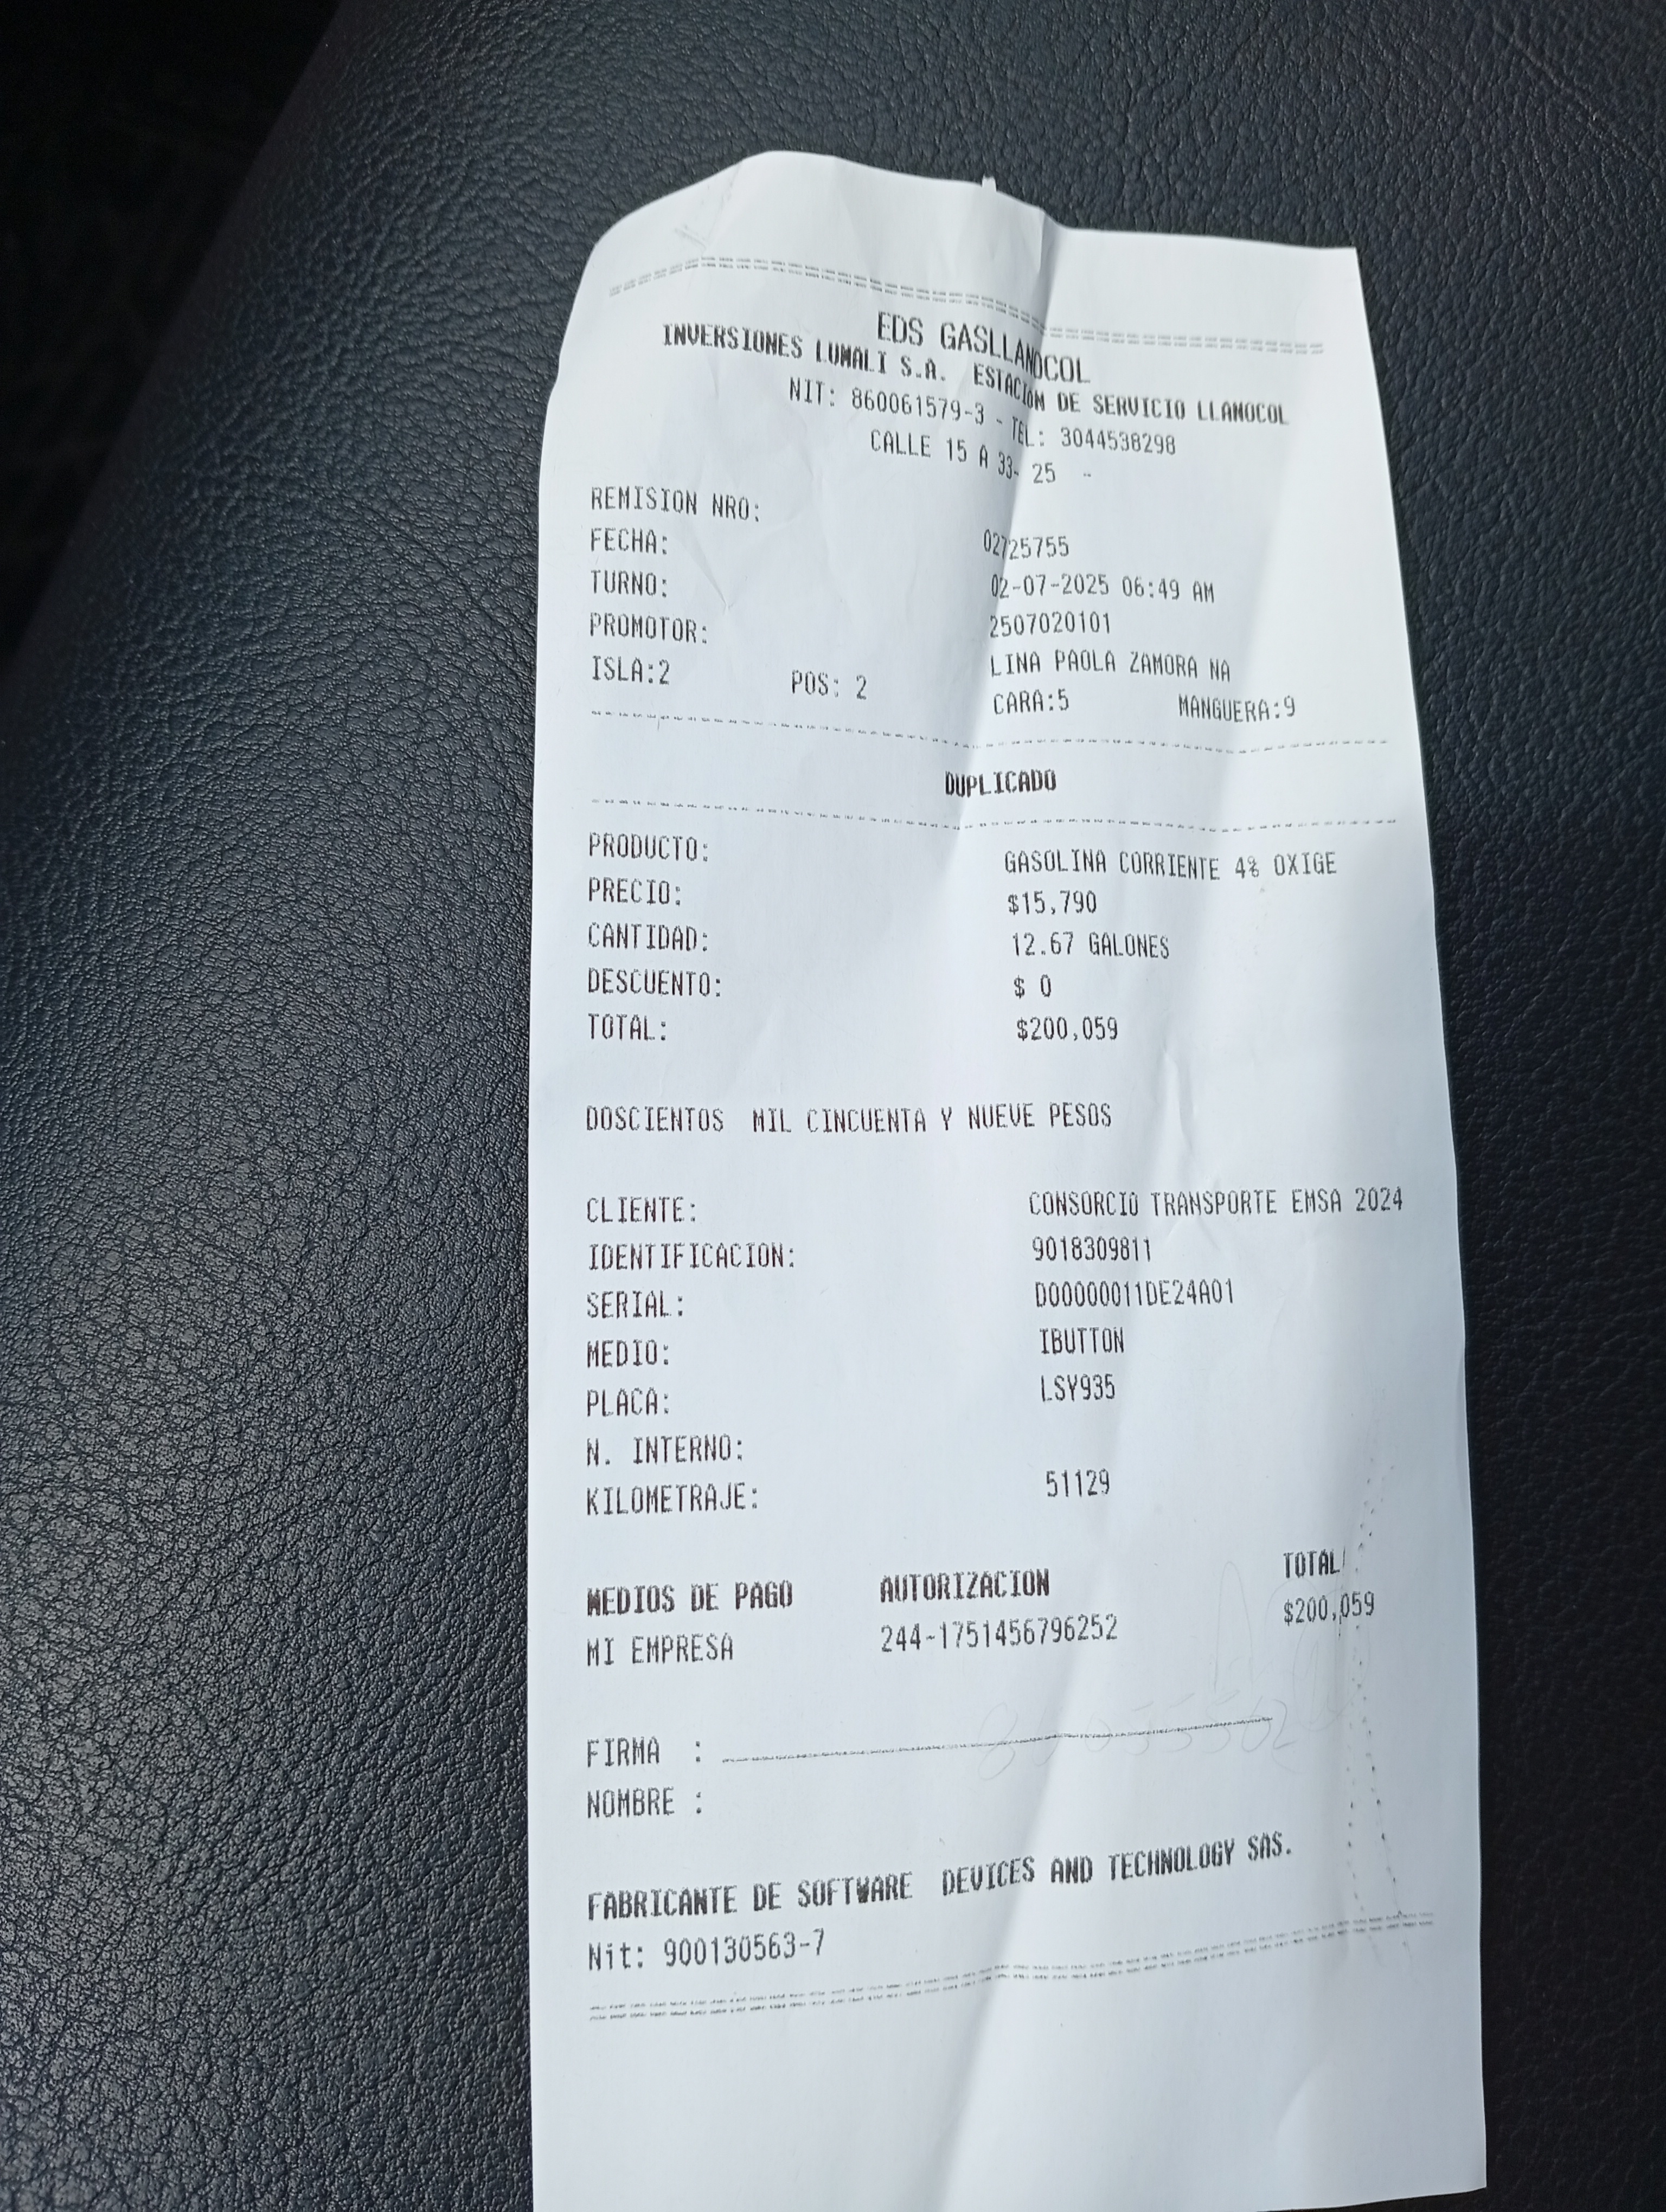 EDS GASLLANOCOL
INVERSIONES LUMALI S.A. ESTACION DE SERVICIO LLANOCOL
NIT: 860061579-3 - TEL: 3044538298
CALLE 15 A 33- 25 -
REMISION NRO: 02725755
FECHA: 02-07-2025 06:49 AM
TURNO: 2507020101
PROMOTOR: LINA PAOLA ZAMORA NA
ISLA:2 POS: 2 CARA:5 MANGUERA:9
DUPLICADO
PRODUCTO: GASOLINA CORRIENTE 4% OXIGE
PRECIO: $15,790
CANTIDAD: 12.67 GALONES
DESCUENTO: $ 0
TOTAL: $200,059
DOSCIENTOS MIL CINCUENTA Y NUEVE PESOS
CLIENTE: CONSORCIO TRANSPORTE EMSA 2024
IDENTIFICACION: 9018309811
SERIAL: D00000011DE24A01
MEDIO: IBUTTON
PLACA: LSY935
N. INTERNO:
KILOMETRAJE: 51129
MEDIOS DE PAGO AUTORIZACION TOTAL
MI EMPRESA 244-1751456796252 $200,059
FIRMA :
NOMBRE :
FABRICANTE DE SOFTWARE DEVICES AND TECHNOLOGY SAS.
Nit: 900130563-7